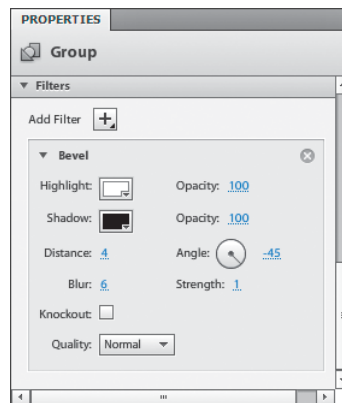 PROPERTIES
Group
Filters
Add Filter
Bevel
Highlight: Opacity: 100
Shadow: Opacity: 100
Distance: 4 Angle: -45
Blur: 6 Strength: 1
Knockout:
Quality: Normal